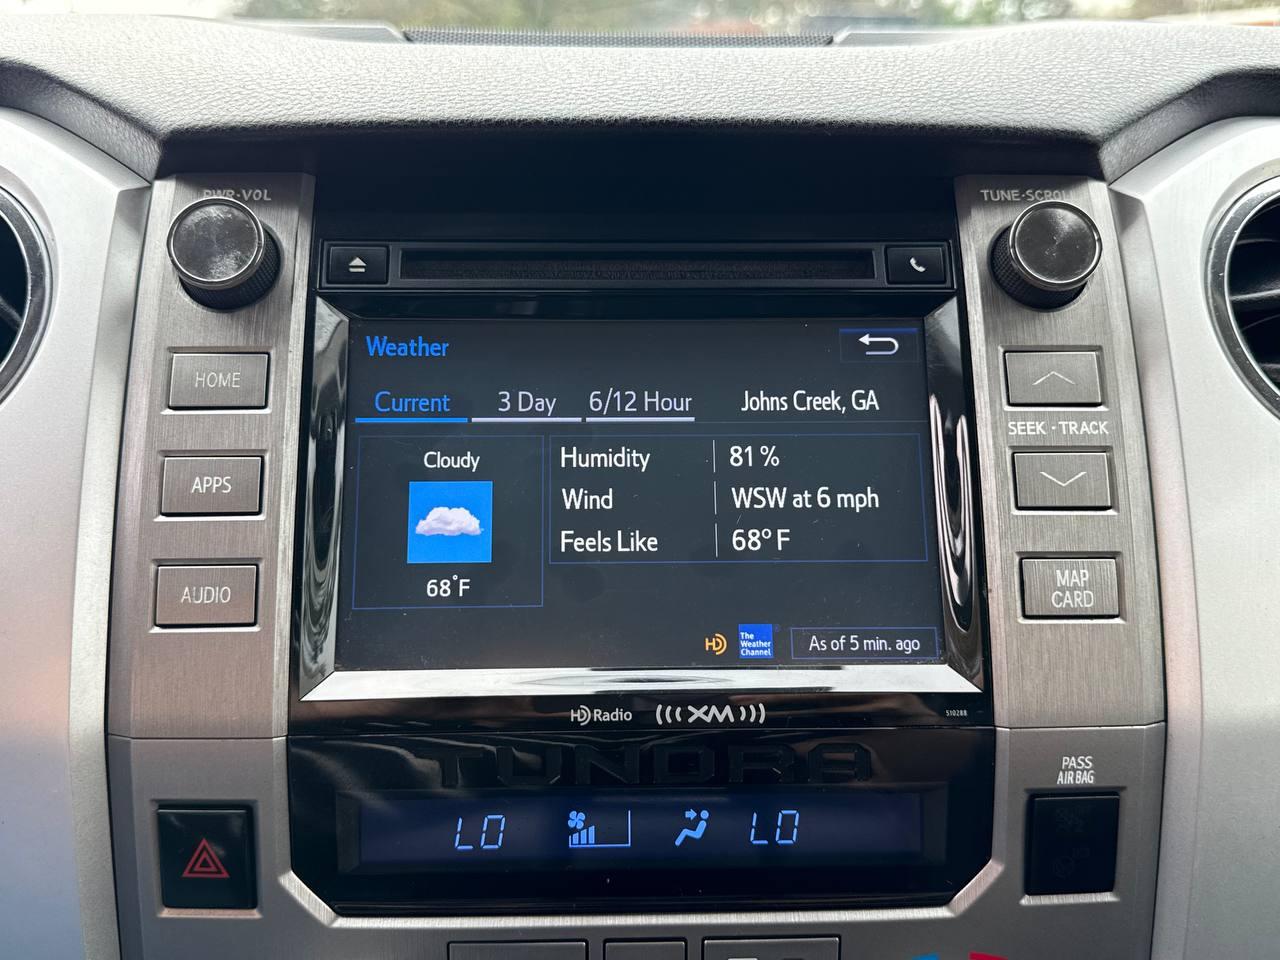 PWR·VOL
TUNE·SCROLL
HOME
APPS
AUDIO
SEEK · TRACK
MAP
CARD
Weather
Current 3 Day 6/12 Hour Johns Creek, GA
Cloudy
68°F
Humidity 81 %
Wind WSW at 6 mph
Feels Like 68° F
HD
The
Weather
Channel
As of 5 min. ago
HD Radio
(((XM)))
510288
TUNDRA
LO LO
PASS
AIR BAG